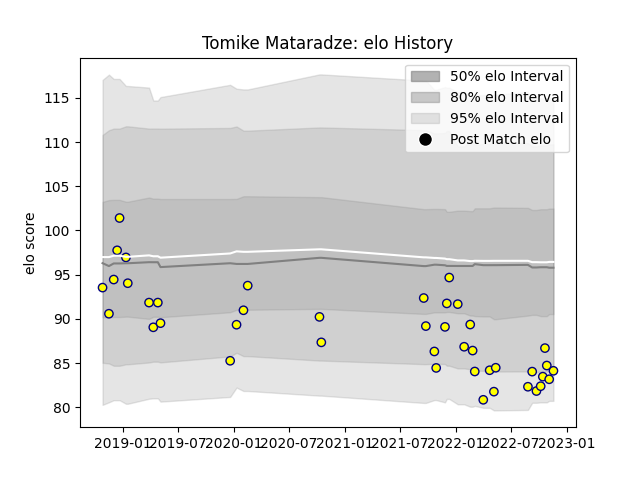 Tomike Mataradze: elo History
50% elo Interval
80% elo Interval
95% elo Interval
Post Match elo
elo score
115
110
105
100
95
90
85
80
2019-01 2019-07 2020-01 2020-07 2021-01 2021-07 2022-01 2022-07 2023-01